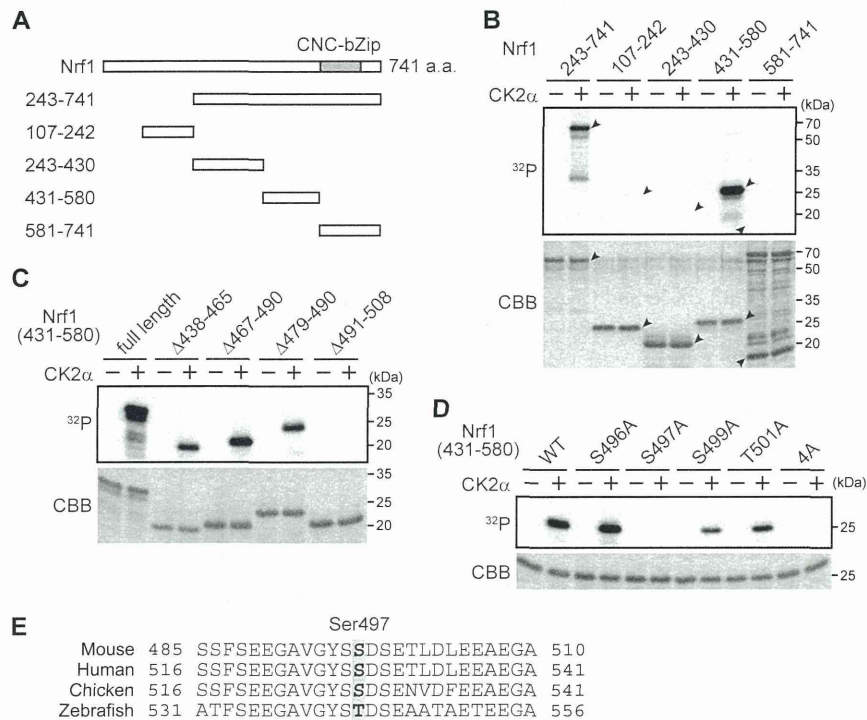 A
CNC-bZip
Nrf1 741 a.a.
243-741
107-242
243-430
431-580
581-741
B
Nrf1
243-741 107-242 243-430 431-580 581-741
CK2α − + − + − + − + − + (kDa)
32P
70
50
35
25
20
CBB
70
50
35
25
20
C
Nrf1
(431-580)
full length Δ438-465 Δ467-490 Δ479-490 Δ491-508
CK2α − + − + − + − + − + (kDa)
32P
35
25
20
CBB
35
25
20
D
Nrf1
(431-580)
WT S496A S497A S499A T501A 4A
CK2α − + − + − + − + − + − + (kDa)
32P
25
CBB
25
E
Ser497
Mouse 485 SSFSEEGAVGYSSDSETLDLEEAEGA 510
Human 516 SSFSEEGAVGYSSDSETLDLEEAEGA 541
Chicken 516 SSFSEEGAVGYSSDSENVDFEEAEGA 541
Zebrafish 531 ATFSEEGAVGYSTDSEAATAETEEGA 556